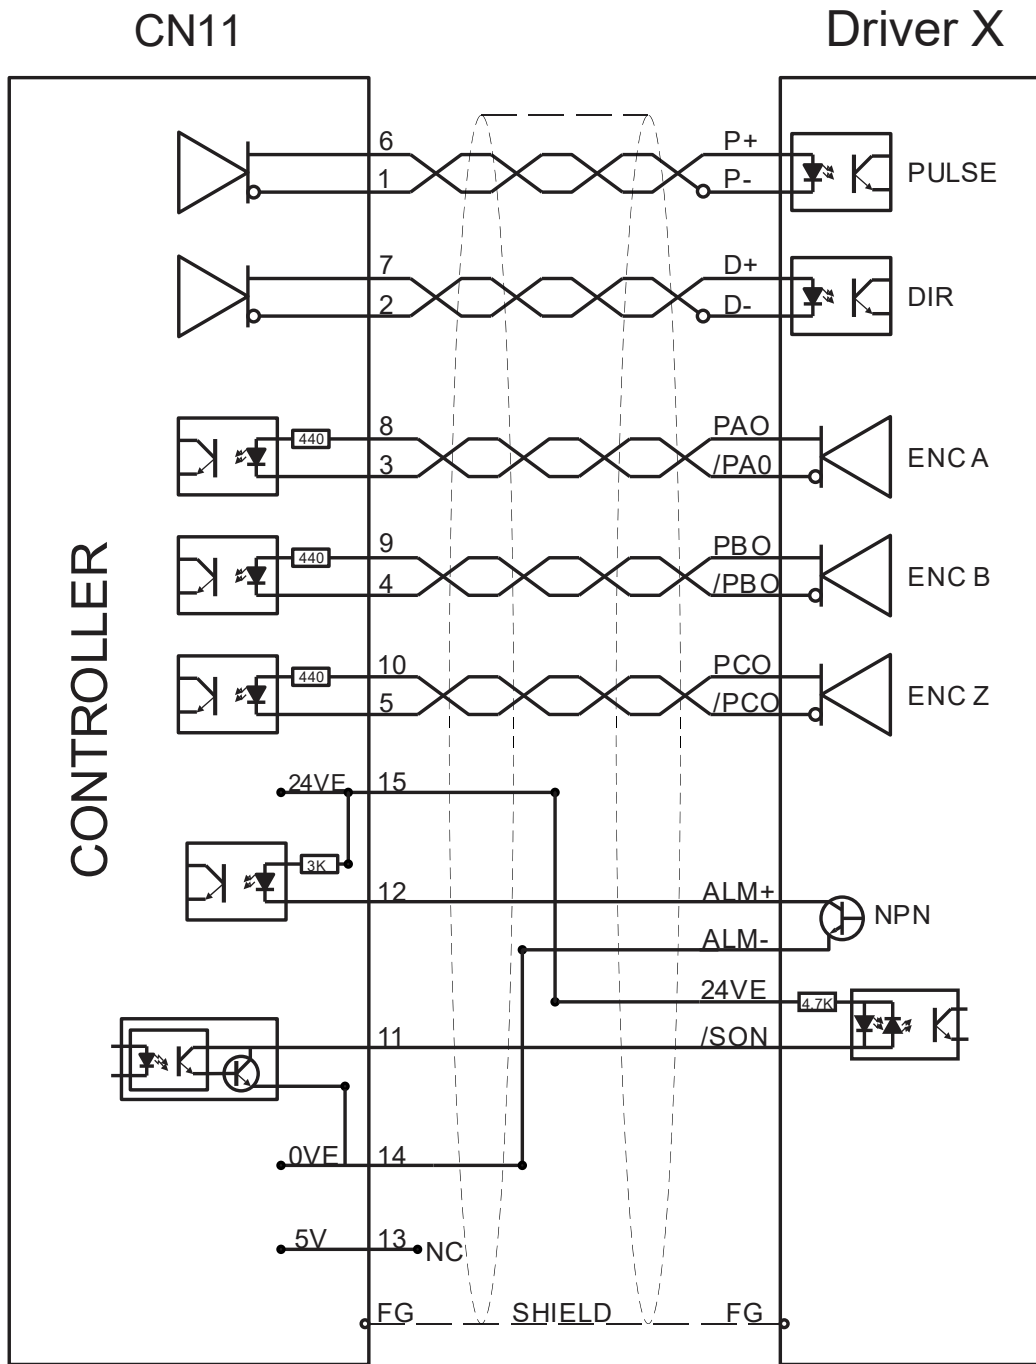 CN11
Driver X
6
P+
1
P-
PULSE
7
D+
2
D-
DIR
440
8
PAO
3
/PA0
ENC A
440
9
PBO
4
/PBO
ENC B
440
10
PCO
5
/PCO
ENC Z
CONTROLLER
24VE
15
3K
12
ALM+
NPN
ALM-
24VE
4.7K
11
/SON
0VE
14
5V
13
NC
FG
SHIELD
FG